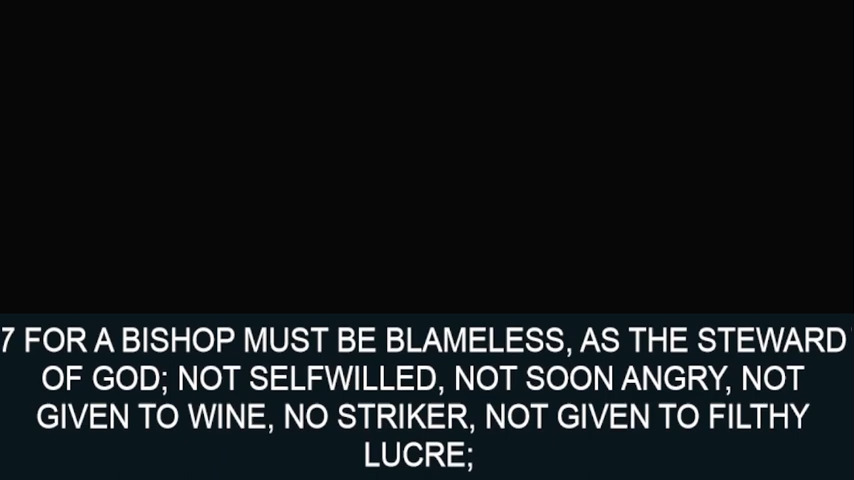 7 FOR A BISHOP MUST BE BLAMELESS, AS THE STEWARD
OF GOD; NOT SELFWILLED, NOT SOON ANGRY, NOT
GIVEN TO WINE, NO STRIKER, NOT GIVEN TO FILTHY
LUCRE;